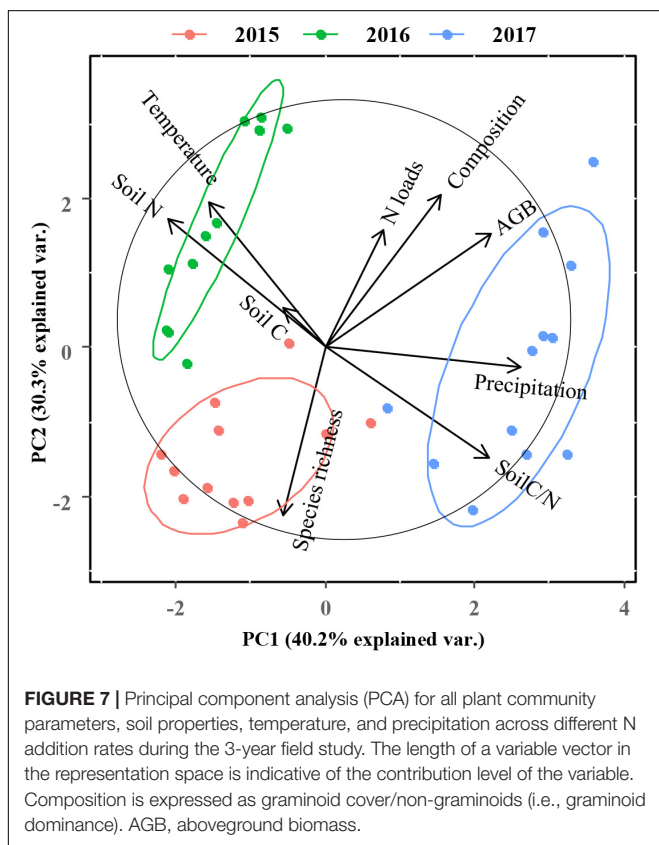 2015 2016 2017
Temperature
Soil N
Soil C
N loads
Composition
AGB
Precipitation
SoilC/N
Species richness
PC2 (30.3% explained var.)
2
0
-2
-2 0 2 4
PC1 (40.2% explained var.)
FIGURE 7 | Principal component analysis (PCA) for all plant community
parameters, soil properties, temperature, and precipitation across different N
addition rates during the 3-year field study. The length of a variable vector in
the representation space is indicative of the contribution level of the variable.
Composition is expressed as graminoid cover/non-graminoids (i.e., graminoid
dominance). AGB, aboveground biomass.